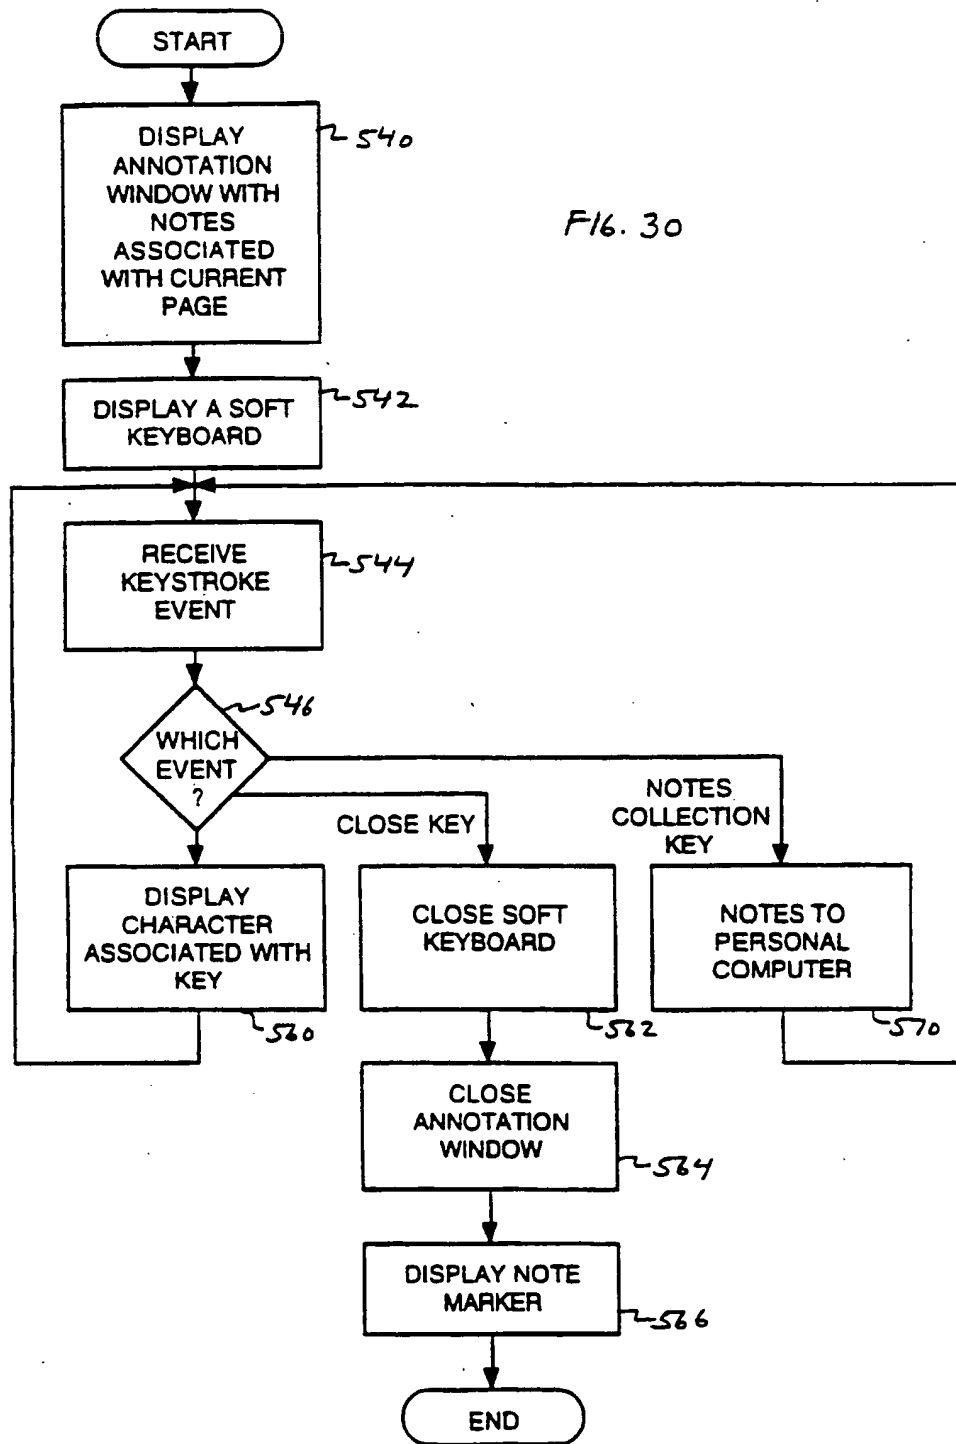 START
DISPLAY
ANNOTATION
WINDOW WITH
NOTES
ASSOCIATED
WITH CURRENT
PAGE
540
FIG. 30
DISPLAY A SOFT
KEYBOARD
542
RECEIVE
KEYSTROKE
EVENT
544
WHICH
EVENT
?
546
CLOSE KEY
NOTES
COLLECTION
KEY
DISPLAY
CHARACTER
ASSOCIATED WITH
KEY
560
CLOSE SOFT
KEYBOARD
562
NOTES TO
PERSONAL
COMPUTER
570
CLOSE
ANNOTATION
WINDOW
564
DISPLAY NOTE
MARKER
566
END